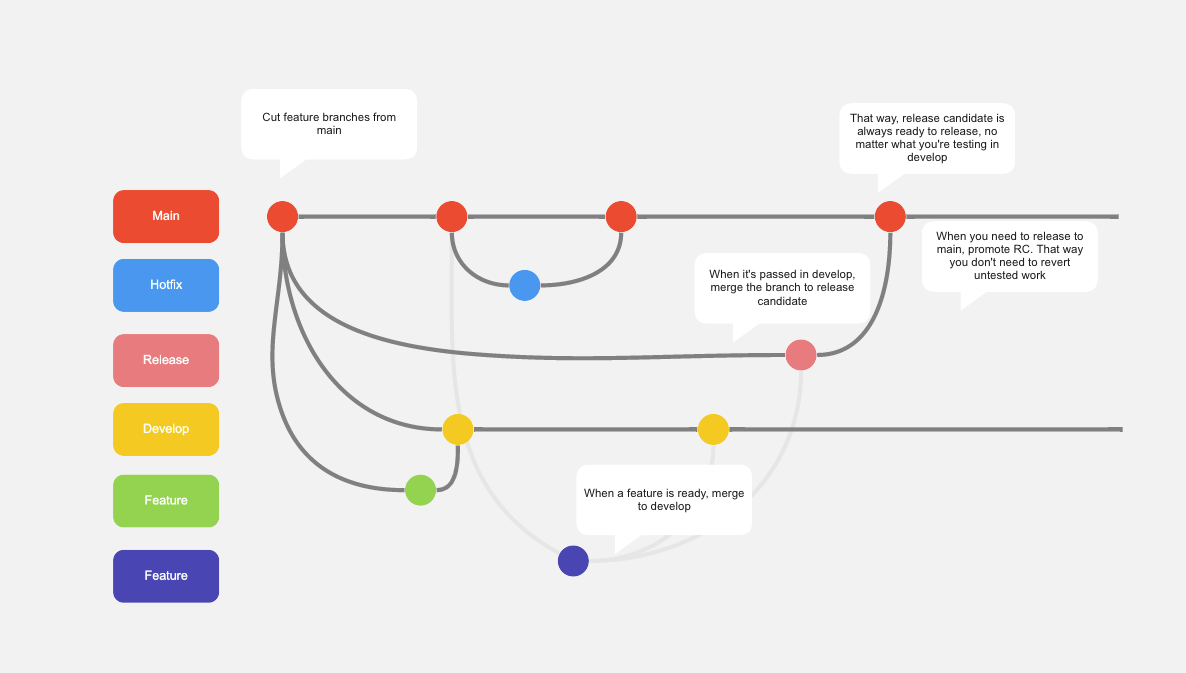 Cut feature branches from
main
That way, release candidate is
always ready to release, no
matter what you're testing in
develop
Main
When you need to release to
main, promote RC. That way
you don't need to revert
untested work
Hotfix
When it's passed in develop,
merge the branch to release
candidate
Release
Develop
When a feature is ready, merge
to develop
Feature
Feature